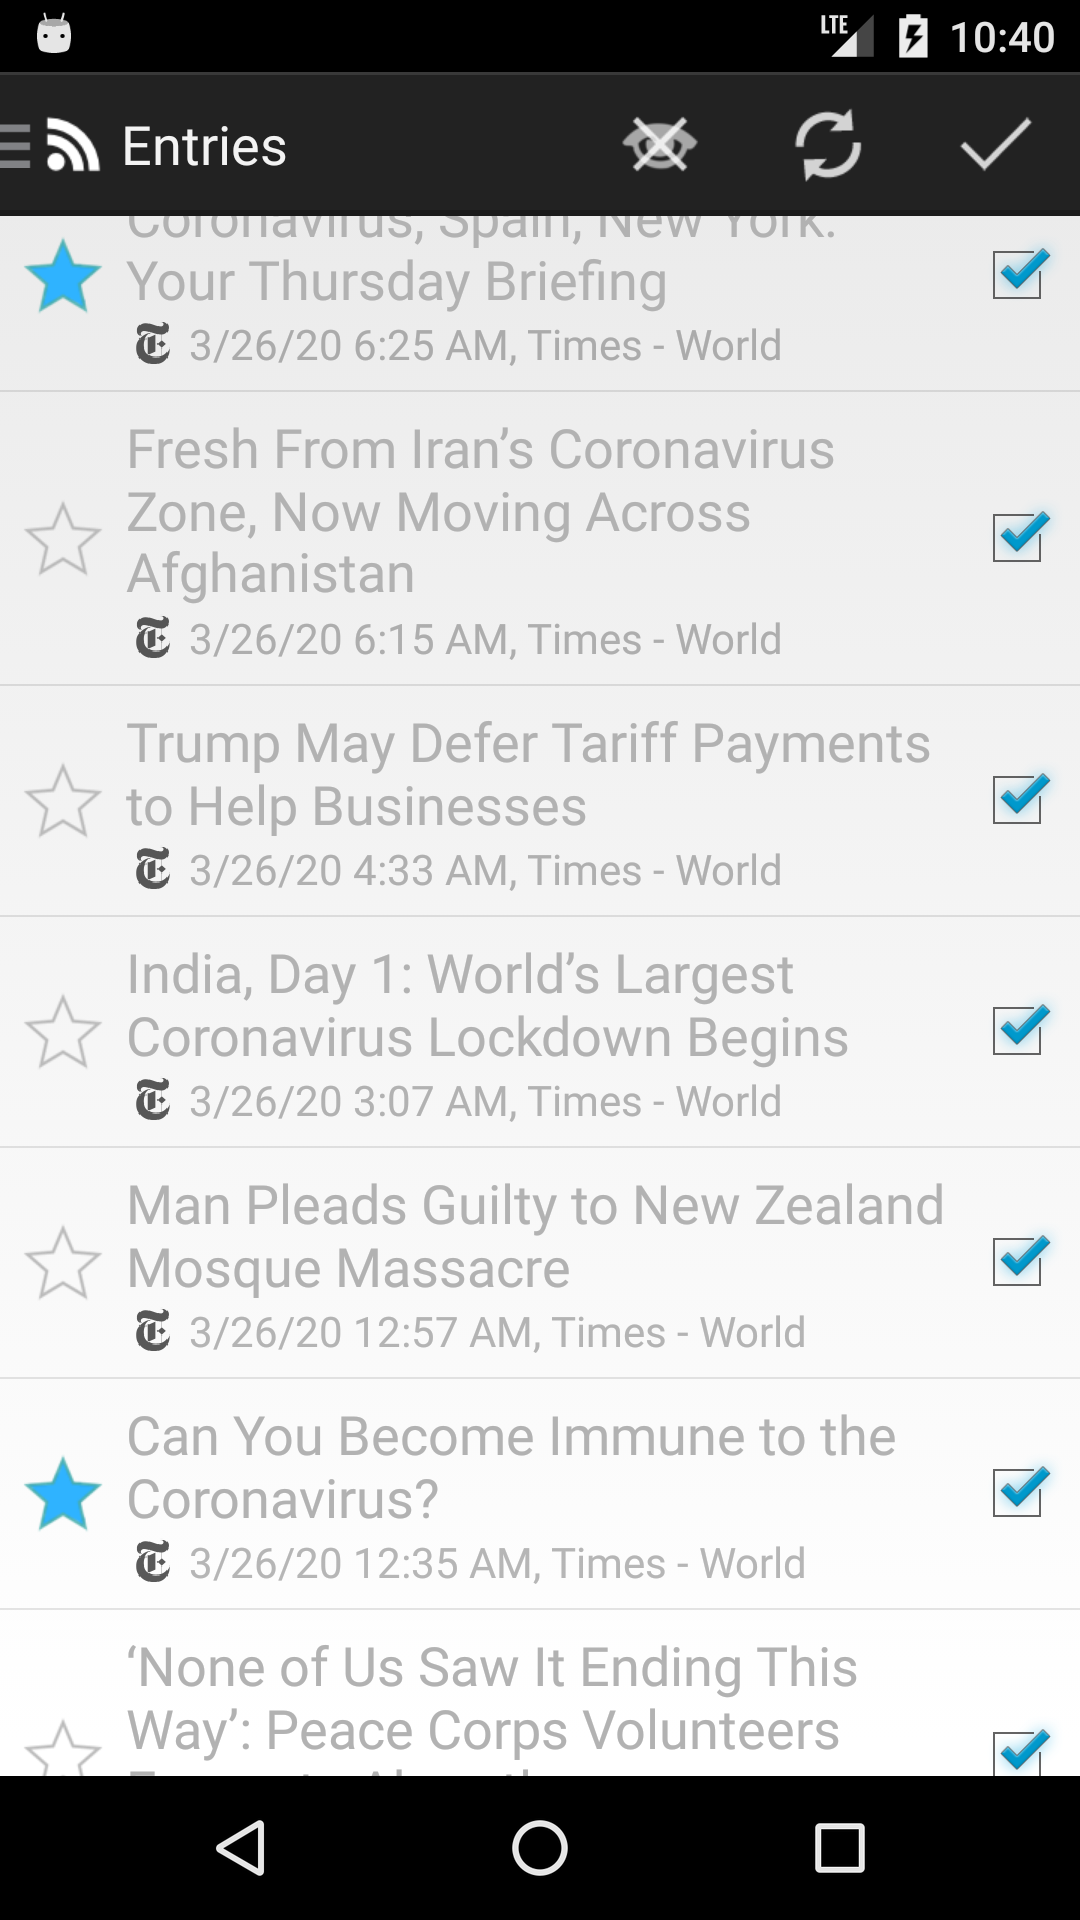 LTE 10:40
Entries
Coronavirus, Spain, New York:
Your Thursday Briefing
3/26/20 6:25 AM, Times - World
Fresh From Iran’s Coronavirus
Zone, Now Moving Across
Afghanistan
3/26/20 6:15 AM, Times - World
Trump May Defer Tariff Payments
to Help Businesses
3/26/20 4:33 AM, Times - World
India, Day 1: World’s Largest
Coronavirus Lockdown Begins
3/26/20 3:07 AM, Times - World
Man Pleads Guilty to New Zealand
Mosque Massacre
3/26/20 12:57 AM, Times - World
Can You Become Immune to the
Coronavirus?
3/26/20 12:35 AM, Times - World
‘None of Us Saw It Ending This
Way’: Peace Corps Volunteers